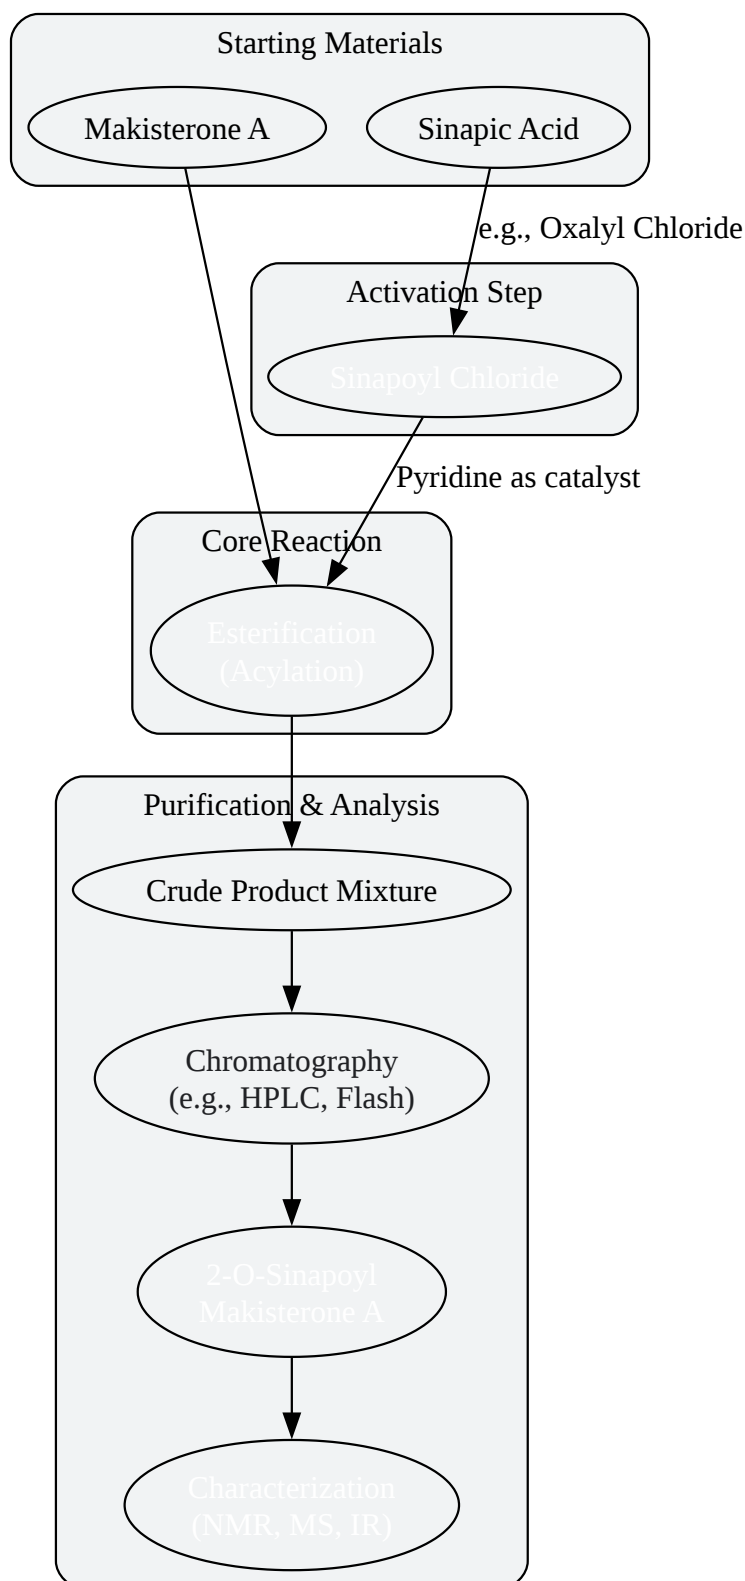 Starting Materials
Makisterone A
Sinapic Acid
e.g., Oxalyl Chloride
Activation Step
Sinapoyl Chloride
Pyridine as catalyst
Core Reaction
Esterification
(Acylation)
Purification & Analysis
Crude Product Mixture
Chromatography
(e.g., HPLC, Flash)
2-O-Sinapoyl
Makisterone A
Characterization
(NMR, MS, IR)